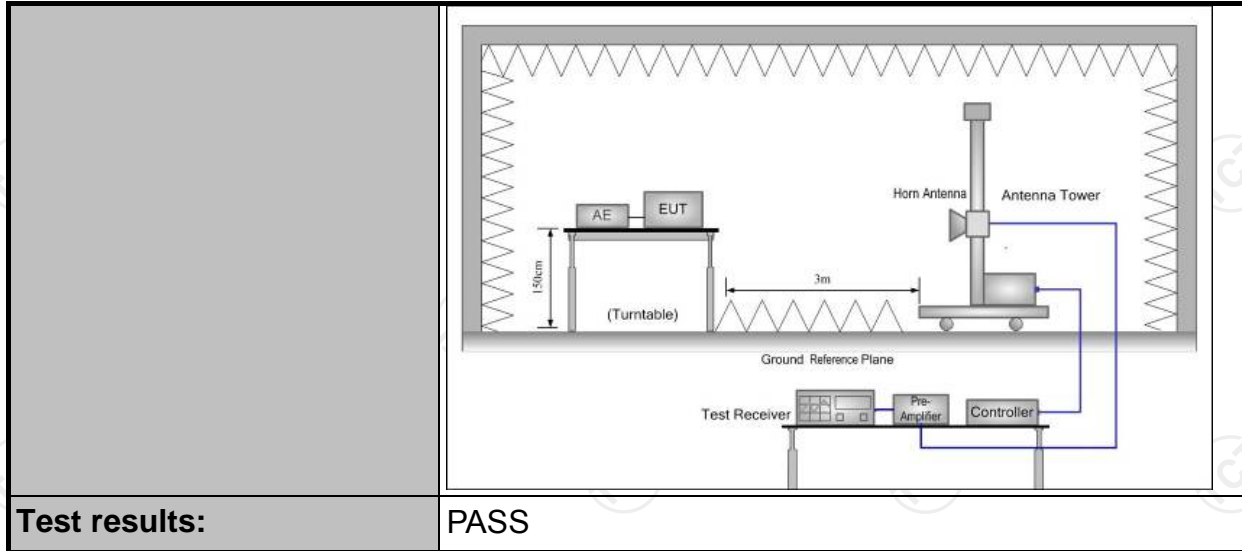 Horn Antenna
Antenna Tower
AE
EUT
150cm
3m
(Turntable)
Ground Reference Plane
Test Receiver
Pre-
Amplifier
Controller
Test results:
PASS